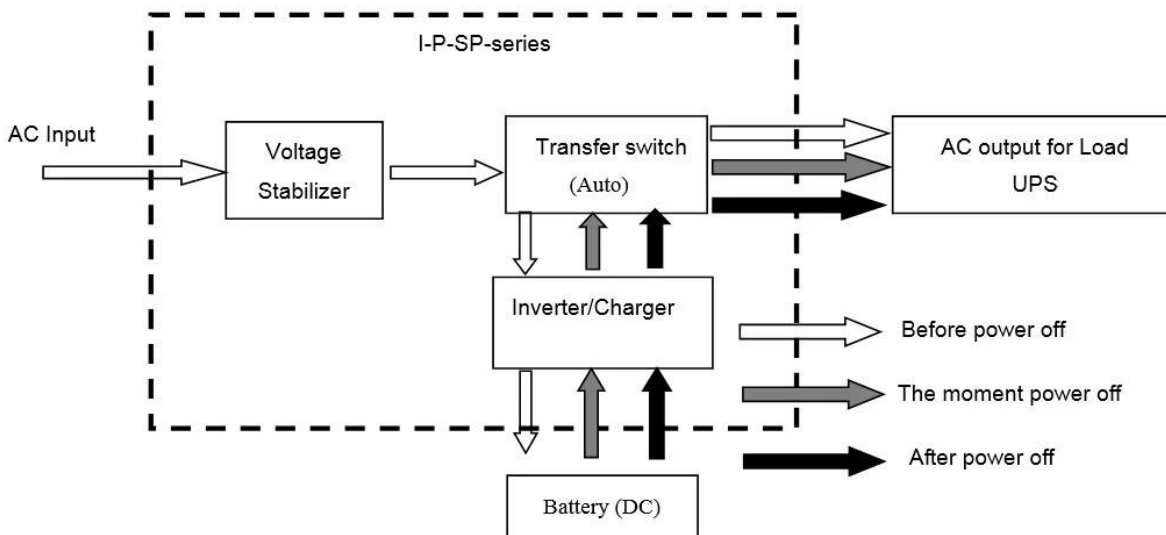 I-P-SP-series
AC Input
Voltage
Stabilizer
Transfer switch
(Auto)
AC output for Load
UPS
Inverter/Charger
Before power off
The moment power off
After power off
Battery (DC)